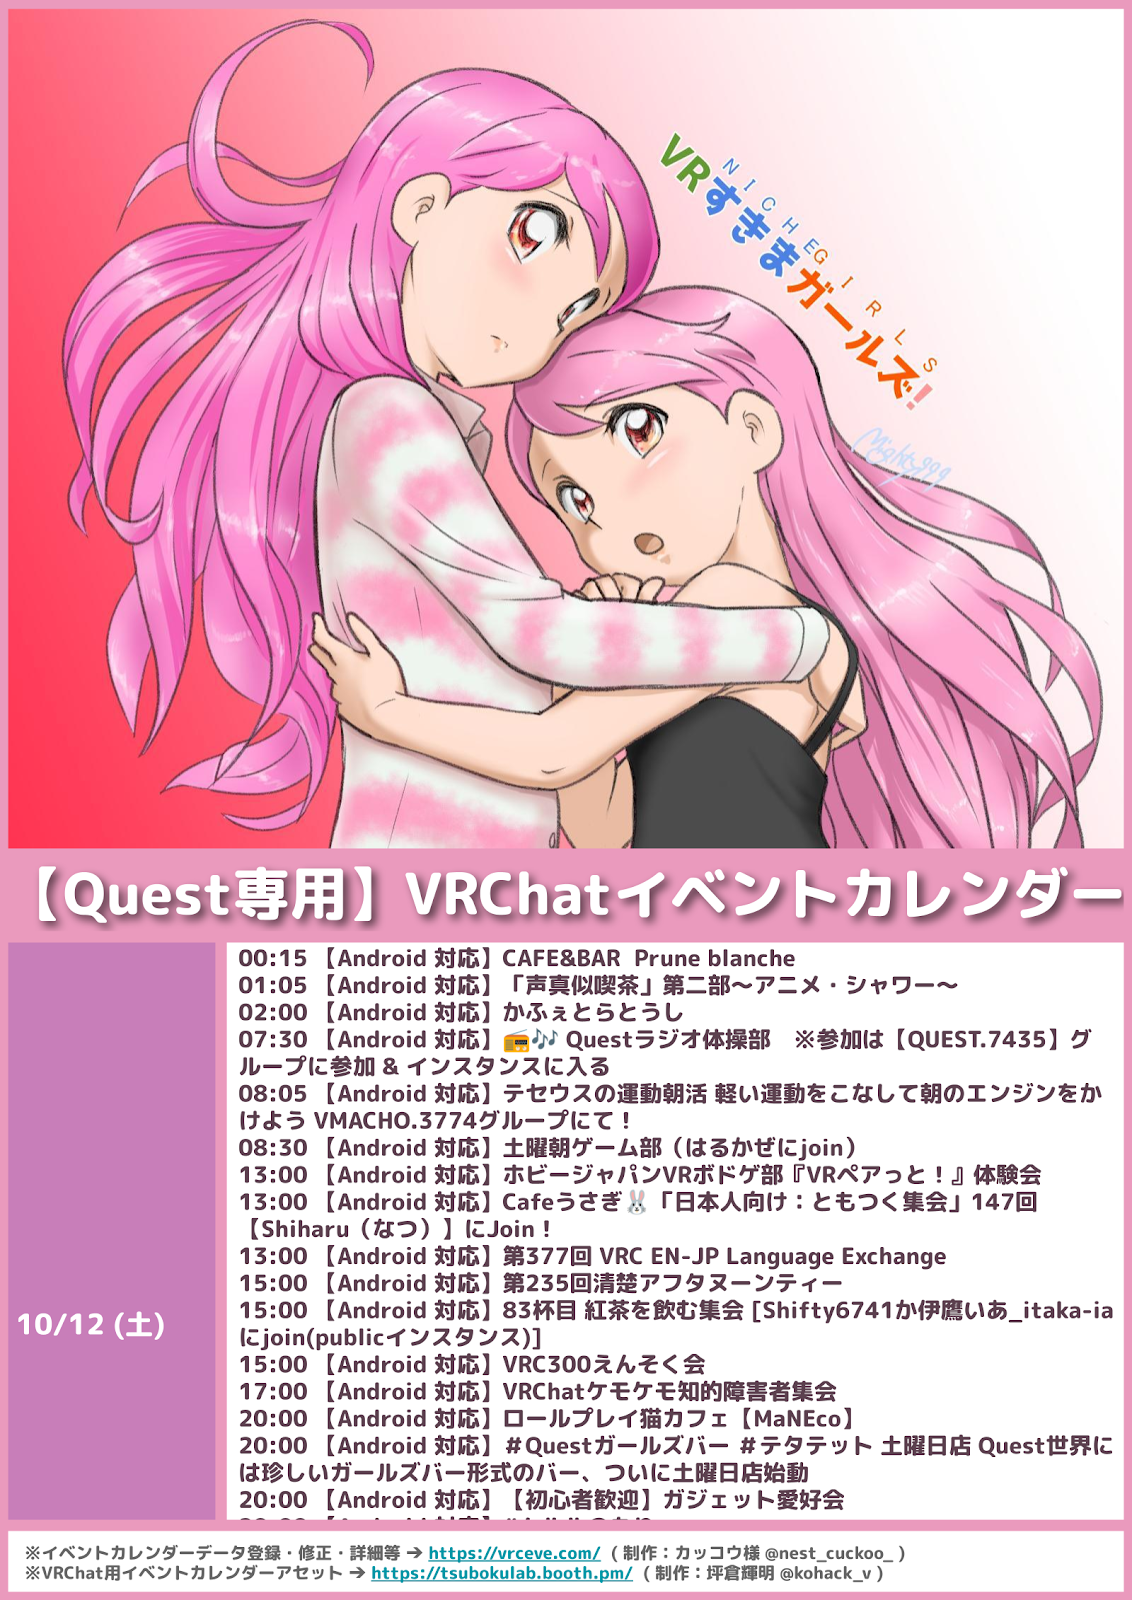 NICHE GIRLS
VRすきまガールズ!
Mighty999
【Quest専用】VRChatイベントカレンダー
10/12 (土)
00:15 【Android 対応】CAFE&BAR Prune blanche
01:05 【Android 対応】「声真似喫茶」第二部～アニメ・シャワー～
02:00 【Android 対応】かふぇとらとうし
07:30 【Android 対応】📻🎶 Questラジオ体操部　※参加は【QUEST.7435】グ
ループに参加 & インスタンスに入る
08:05 【Android 対応】テセウスの運動朝活 軽い運動をこなして朝のエンジンをか
けよう VMACHO.3774グループにて！
08:30 【Android 対応】土曜朝ゲーム部（はるかぜにjoin）
13:00 【Android 対応】ホビージャパンVRボドゲ部『VRペアっと！』体験会
13:00 【Android 対応】Cafeうさぎ🐰「日本人向け：ともつく集会」147回
【Shiharu（なつ）】にJoin！
13:00 【Android 対応】第377回 VRC EN-JP Language Exchange
15:00 【Android 対応】第235回清楚アフタヌーンティー
15:00 【Android 対応】83杯目 紅茶を飲む集会 [Shifty6741か伊鷹いあ_itaka-ia
にjoin(publicインスタンス)]
15:00 【Android 対応】VRC300えんそく会
17:00 【Android 対応】VRChatケモケモ知的障害者集会
20:00 【Android 対応】ロールプレイ猫カフェ【MaNEco】
20:00 【Android 対応】＃Questガールズバー ＃テタテット 土曜日店 Quest世界に
は珍しいガールズバー形式のバー、ついに土曜日店始動
20:00 【Android 対応】【初心者歓迎】ガジェット愛好会
※イベントカレンダーデータ登録・修正・詳細等 → https://vrceve.com/ ( 制作：カッコウ様 @nest_cuckoo_ )
※VRChat用イベントカレンダーアセット → https://tsubokulab.booth.pm/ ( 制作：坪倉輝明 @kohack_v )